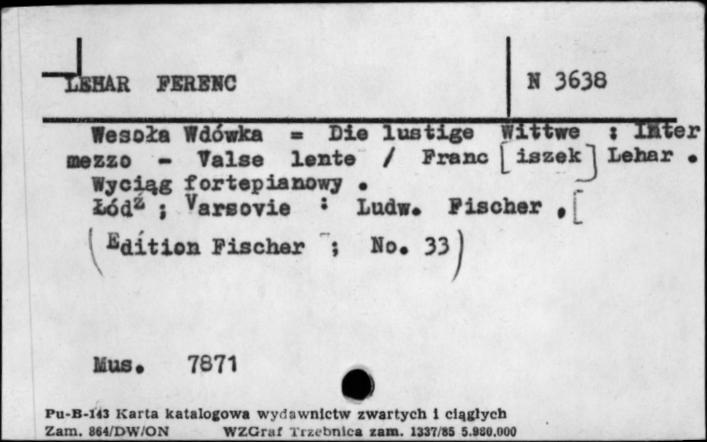 LEHAR FERENC
N 3638
Wesoła Wdówka = Die lustige Wittwe : Inter
mezzo - Valse lente / Franc [iszek] Lehar .
Wyciąg fortepianowy .
Łódź ; Varsovie : Ludw. Fischer , [
( Edition Fischer ; No. 33 )
Mus. 7871
Pu-B-143 Karta katalogowa wydawnictw zwartych i ciągłych
Zam. 864/DW/ON WZGraf Trzebnica zam. 1337/85 5.980.000